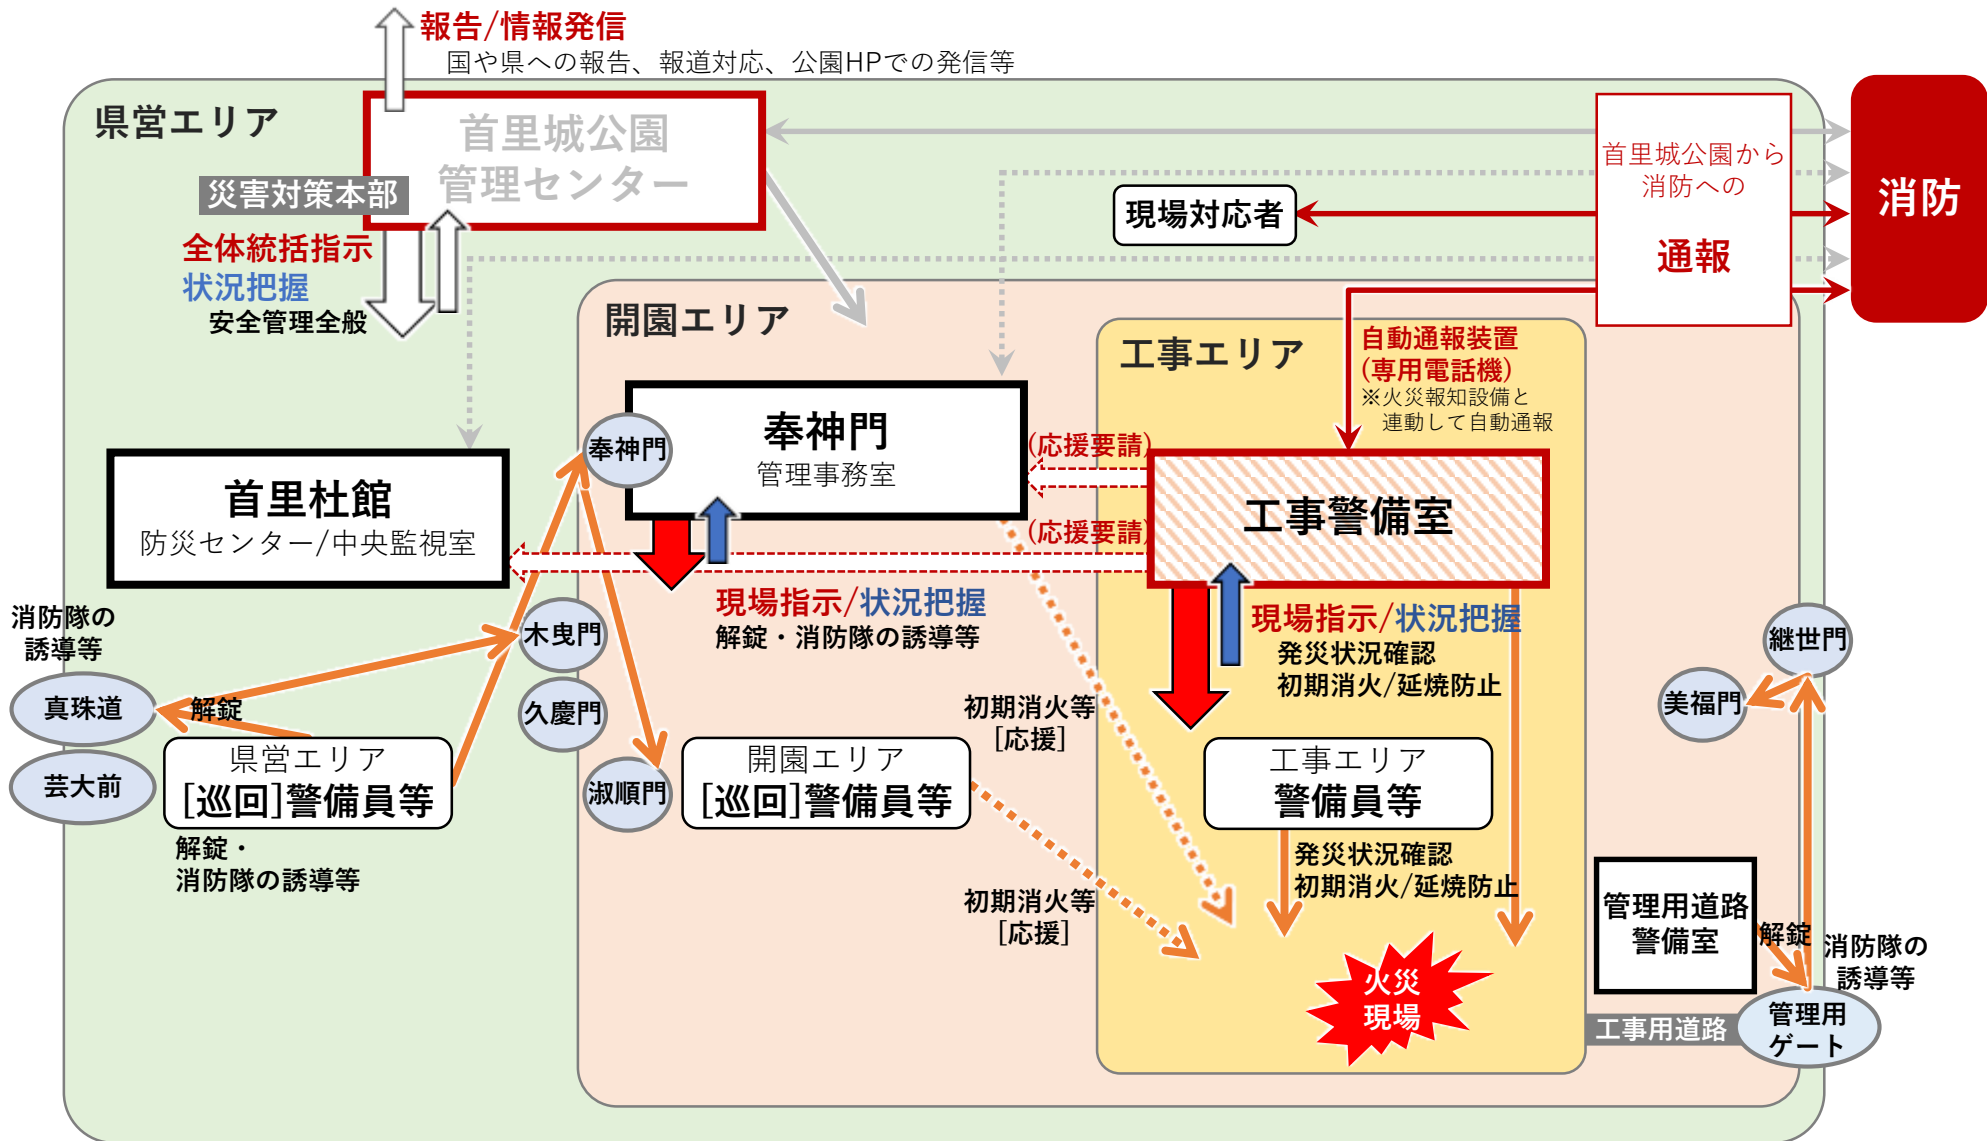 報告/情報発信
国や県への報告、報道対応、公園HPでの発信等
県営エリア
首里城公園
管理センター
災害対策本部
全体統括指示
状況把握
安全管理全般
首里城公園から
消防への
通報
消防
現場対応者
開園エリア
工事エリア
自動通報装置
(専用電話機)
※火災報知設備と
連動して自動通報
奉神門
奉神門
管理事務室
(応援要請)
(応援要請)
首里杜館
防災センター/中央監視室
工事警備室
現場指示/状況把握
解錠・消防隊の誘導等
現場指示/状況把握
発災状況確認
初期消火/延焼防止
消防隊の
誘導等
木曳門
久慶門
淑順門
真珠道
解錠
芸大前
県営エリア
[巡回]警備員等
解錠・
消防隊の誘導等
開園エリア
[巡回]警備員等
初期消火等
[応援]
初期消火等
[応援]
工事エリア
警備員等
発災状況確認
初期消火/延焼防止
火災
現場
継世門
美福門
管理用道路
警備室
解錠
消防隊の
誘導等
工事用道路
管理用
ゲート